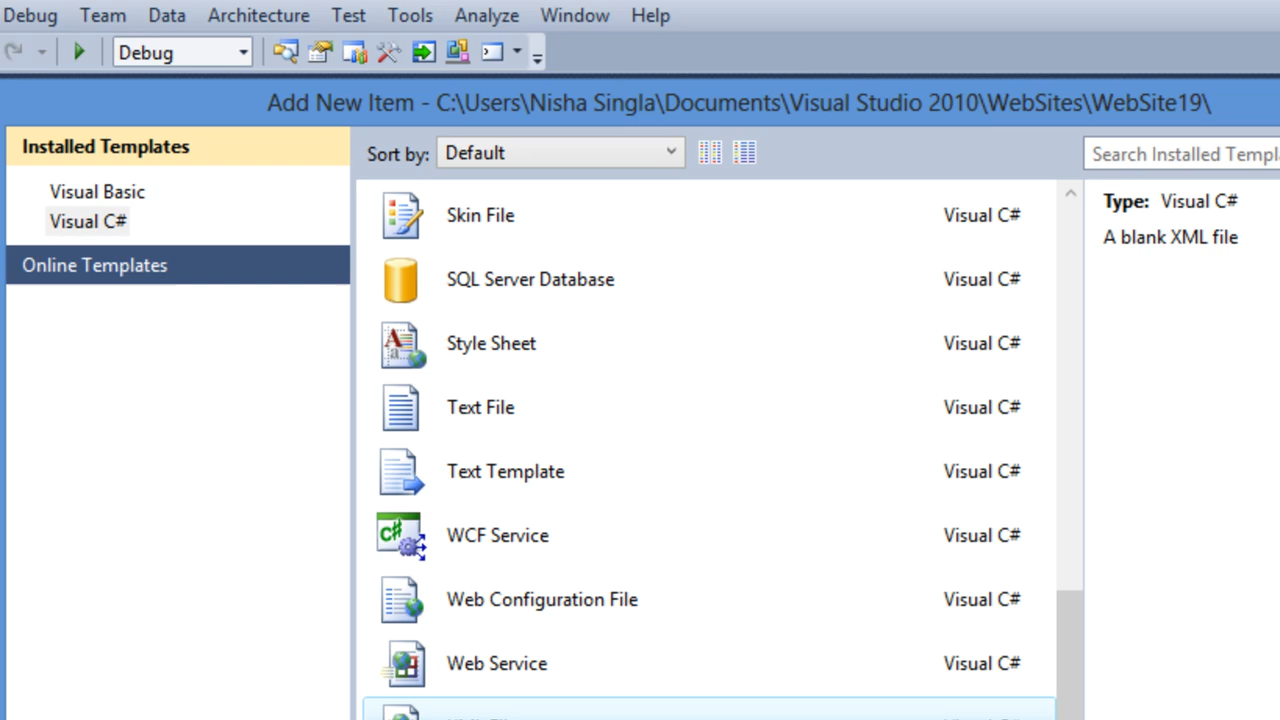 Debug Team Data Architecture Test Tools Analyze Window Help
Debug
Add New Item - C:\Users\Nisha Singla\Documents\Visual Studio 2010\WebSites\WebSite19\
Installed Templates
Visual Basic
Visual C#
Online Templates
Sort by: Default
Skin File Visual C#
SQL Server Database Visual C#
Style Sheet Visual C#
Text File Visual C#
Text Template Visual C#
WCF Service Visual C#
Web Configuration File Visual C#
Web Service Visual C#
Search Installed
Type: Visual C#
A blank XML file